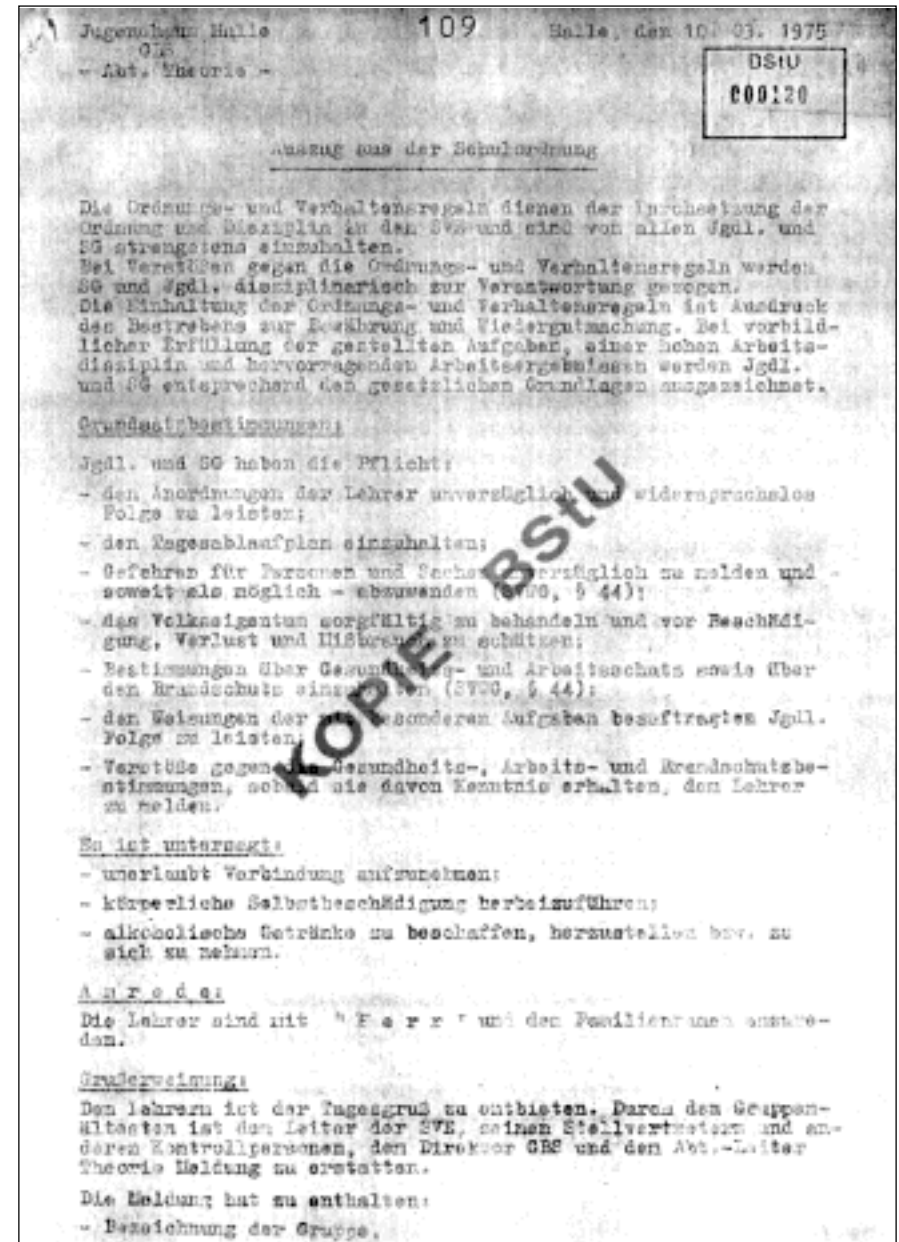 Jugendhaus Halle 109 Halle, den 10. 03. 1975
GBS
- Abt. Theorie -
BStU
000120
Auszug aus der Schulordnung
Die Ordnungs- und Verhaltensregeln dienen der Durchsetzung der
Ordnung und Disziplin in den SVE und sind von allen Jgdl. und
SG strengstens einzuhalten.
Bei Verstößen gegen die Ordnungs- und Verhaltensregeln werden
SG und Jgdl. disziplinarisch zur Verantwortung gezogen.
Die Einhaltung der Ordnungs- und Verhaltensregeln ist Ausdruck
des Bestrebens zur Bewährung und Wiedergutmachung. Bei vorbild-
licher Erfüllung der gestellten Aufgaben, einer hohen Arbeits-
disziplin und hervorragenden Arbeitsergebnissen werden Jgdl.
und SG entsprechend den gesetzlichen Grundlagen ausgezeichnet.
Grundsatzbestimmungen:
Jgdl. und SG haben die Pflicht:
- den Anordnungen der Lehrer unverzüglich und widerspruchslos
Folge zu leisten;
- den Tagesablaufplan einzuhalten;
- Gefahren für Personen und Sachen unverzüglich zu melden und -
soweit als möglich - abzuwenden (SVWG, § 44);
- das Volkseigentum sorgfältig zu behandeln und vor Beschädi-
gung, Verlust und Mißbrauch zu schützen;
- Bestimmungen über Gesundheits- und Arbeitsschutz sowie über
den Brandschutz einzuhalten (SVWG, § 44);
- den Weisungen der mit besonderen Aufgaben beauftragten Jgdl.
Folge zu leisten;
- Verstöße gegen die Gesundheits-, Arbeits- und Brandschutzbe-
stimmungen, sobald sie davon Kenntnis erhalten, dem Lehrer
zu melden.
KOPIE BStU
Es ist untersagt:
- unerlaubt Verbindung aufzunehmen;
- körperliche Selbstbeschädigung herbeizuführen;
- alkoholische Getränke zu beschaffen, herzustellen bzw. zu
sich zu nehmen.
A n r e d e :
Die Lehrer sind mit " H e r r " und dem Familiennamen anzure-
den.
Grußerweisung:
Den Lehrern ist der Tagesgruß zu entbieten. Durch den Gruppen-
ältesten ist dem Leiter der SVE, seinen Stellvertretern und an-
deren Kontrollpersonen, dem Direktor GBS und den Abt.-Leiter
Theorie Meldung zu erstatten.
Die Meldung hat zu enthalten:
- Bezeichnung der Gruppe,